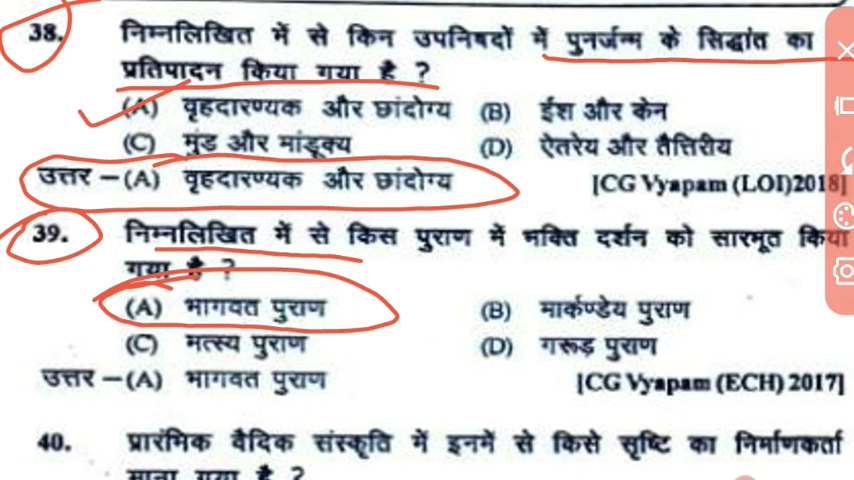 38. निम्नलिखित में से किन उपनिषदों में पुनर्जन्म के सिद्धांत का
प्रतिपादन किया गया है ?
(A) वृहदारण्यक और छांदोग्य (B) ईश और केन
(C) मुंड और मांडूक्य (D) ऐतरेय और तैत्तिरीय
उत्तर –(A) वृहदारण्यक और छांदोग्य [CG Vyapam (LOI)2018]
39. निम्नलिखित में से किस पुराण में भक्ति दर्शन को सारभूत किया
गया है ?
(A) भागवत पुराण (B) मार्कण्डेय पुराण
(C) मत्स्य पुराण (D) गरूड़ पुराण
उत्तर –(A) भागवत पुराण [CG Vyapam (ECH) 2017]
40. प्रारंमिक वैदिक संस्कृति में इनमें से किसे सृष्टि का निर्माणकर्ता
माना गया है ?